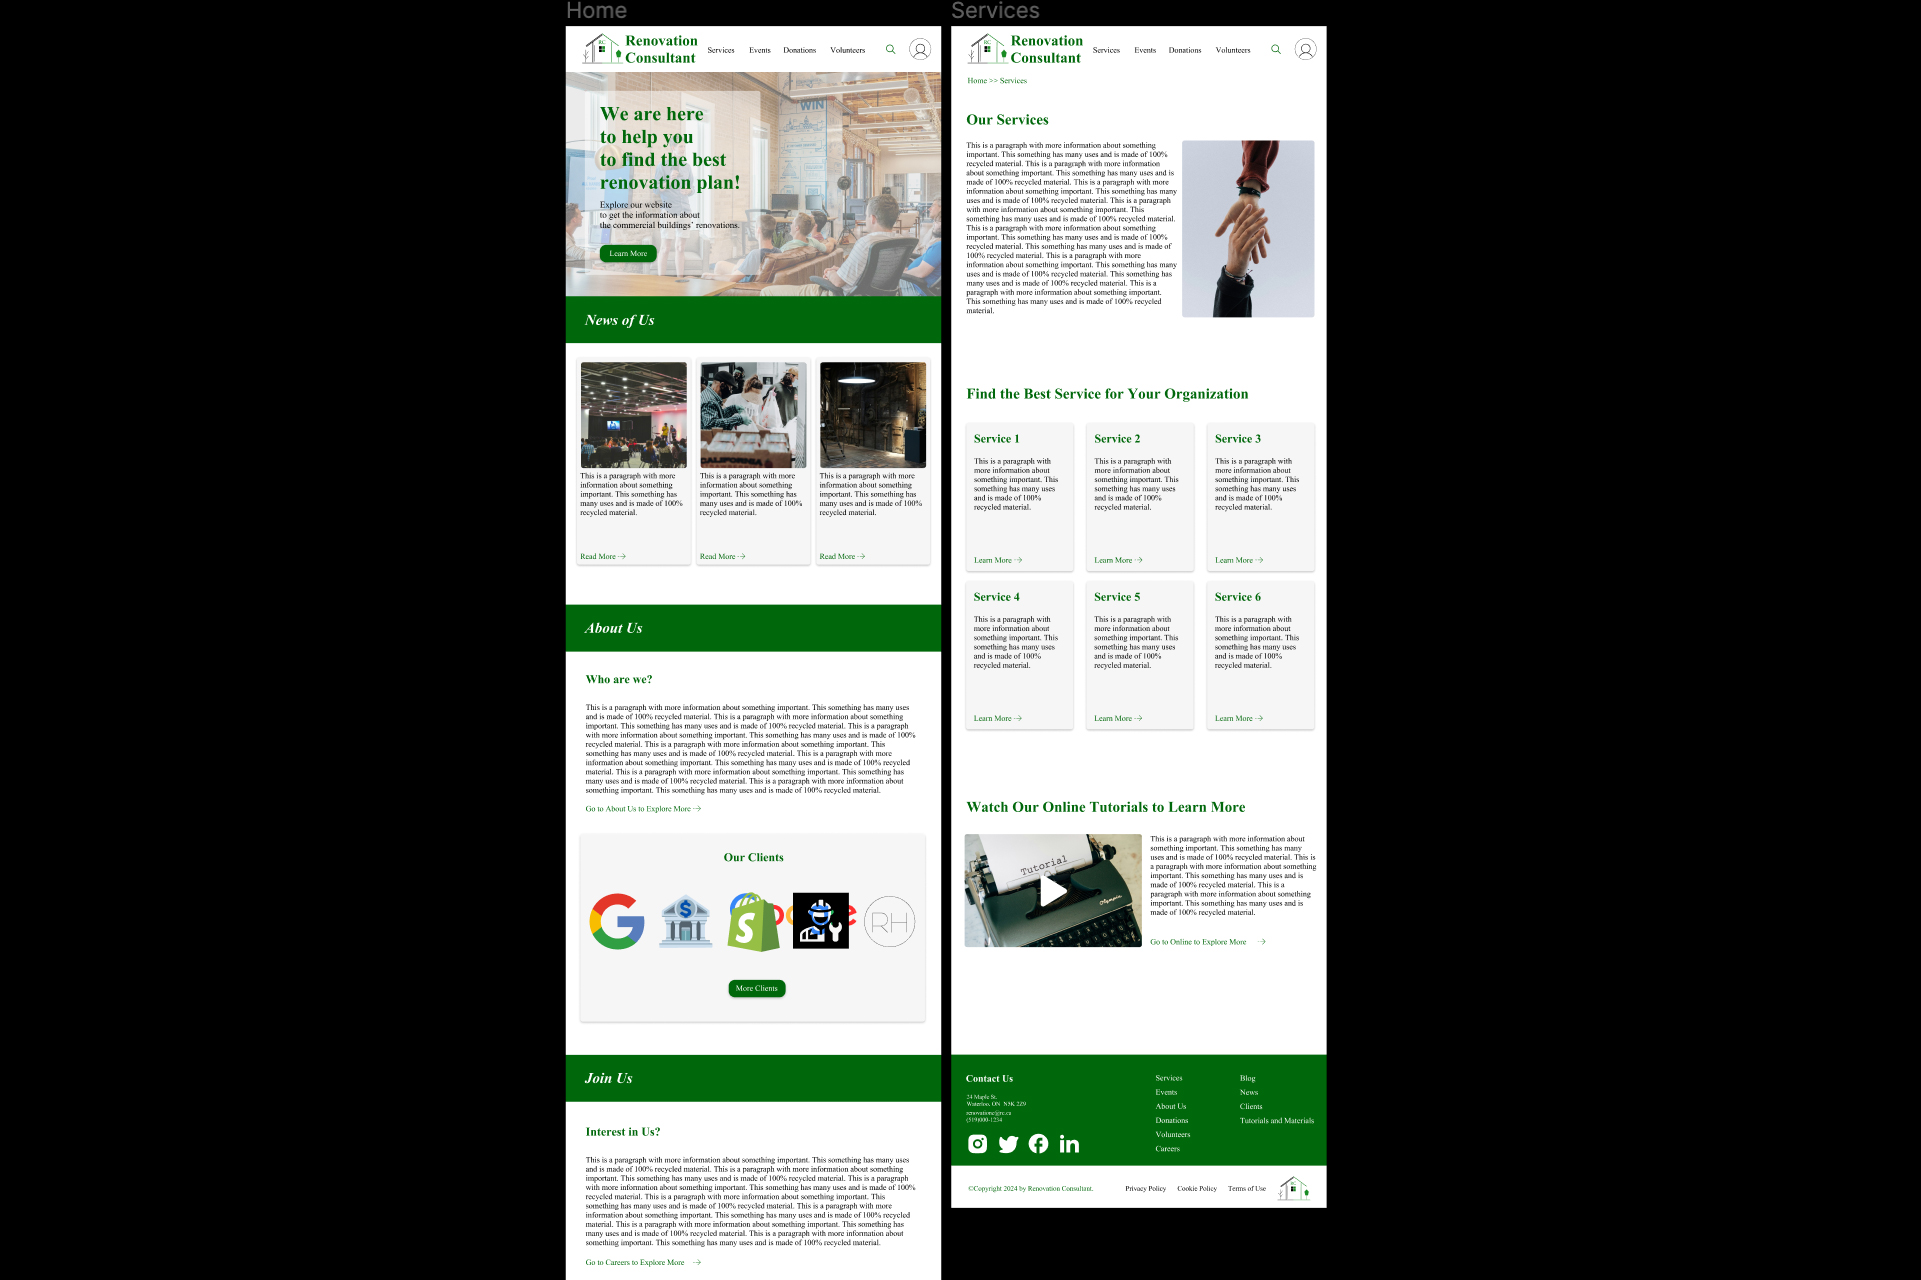 Home
RC
Renovation
Consultant
Services Events Donations Volunteers
WIN
We are here
to help you
to find the best
renovation plan!
Explore our website
to get the information about
the commercial buildings' renovations.
Learn More
News of Us
CALIFORNIA
This is a paragraph with more
information about something
important. This something has
many uses and is made of 100%
recycled material.
Read More
This is a paragraph with more
information about something
important. This something has
many uses and is made of 100%
recycled material.
Read More
This is a paragraph with more
information about something
important. This something has
many uses and is made of 100%
recycled material.
Read More
About Us
Who are we?
This is a paragraph with more information about something important. This something has many uses
and is made of 100% recycled material. This is a paragraph with more information about something
important. This something has many uses and is made of 100% recycled material. This is a paragraph
with more information about something important. This something has many uses and is made of 100%
recycled material. This is a paragraph with more information about something important. This
something has many uses and is made of 100% recycled material. This is a paragraph with more
information about something important. This something has many uses and is made of 100% recycled
material. This is a paragraph with more information about something important. This something has
many uses and is made of 100% recycled material. This is a paragraph with more information about
something important. This something has many uses and is made of 100% recycled material.
Go to About Us to Explore More
Our Clients
G
$
S
RH
More Clients
Join Us
Interest in Us?
This is a paragraph with more information about something important. This something has many uses
and is made of 100% recycled material. This is a paragraph with more information about something
important. This something has many uses and is made of 100% recycled material. This is a paragraph
with more information about something important. This something has many uses and is made of 100%
recycled material. This is a paragraph with more information about something important. This
something has many uses and is made of 100% recycled material. This is a paragraph with more
information about something important. This something has many uses and is made of 100% recycled
material. This is a paragraph with more information about something important. This something has
many uses and is made of 100% recycled material. This is a paragraph with more information about
something important. This something has many uses and is made of 100% recycled material.
Go to Careers to Explore More
Services
RC
Renovation
Consultant
Services Events Donations Volunteers
Home >> Services
Our Services
This is a paragraph with more information about something
important. This something has many uses and is made of 100%
recycled material. This is a paragraph with more information
about something important. This something has many uses and is
made of 100% recycled material. This is a paragraph with more
information about something important. This something has many
uses and is made of 100% recycled material. This is a paragraph
with more information about something important. This
something has many uses and is made of 100% recycled material.
This is a paragraph with more information about something
important. This something has many uses and is made of 100%
recycled material. This is a paragraph with more information
about something important. This something has many uses and is made of
100% recycled material. This is a paragraph with more
information about something important. This something has many
uses and is made of 100% recycled material. This something has
many uses and is made of 100% recycled material. This is a
paragraph with more information about something important.
This something has many uses and is made of 100% recycled
material.
Find the Best Service for Your Organization
Service 1
This is a paragraph with
more information about
something important. This
something has many uses
and is made of 100%
recycled material.
Learn More
Service 2
This is a paragraph with
more information about
something important. This
something has many uses
and is made of 100%
recycled material.
Learn More
Service 3
This is a paragraph with
more information about
something important. This
something has many uses
and is made of 100%
recycled material.
Learn More
Service 4
This is a paragraph with
more information about
something important. This
something has many uses
and is made of 100%
recycled material.
Learn More
Service 5
This is a paragraph with
more information about
something important. This
something has many uses
and is made of 100%
recycled material.
Learn More
Service 6
This is a paragraph with
more information about
something important. This
something has many uses
and is made of 100%
recycled material.
Learn More
Watch Our Online Tutorials to Learn More
Tutorial
Olympia
This is a paragraph with more information about
something important. This something has many
uses and is made of 100% recycled material. This is
a paragraph with more information about something
important. This something has many uses and is
made of 100% recycled material. This is a
paragraph with more information about something
important. This something has many uses and is
made of 100% recycled material.
Go to Online to Explore More
Contact Us
24 Maple St.
Waterloo, ON N5K 2Z9
renovations@rc.ca
(519)000-1234
in
Services
Events
About Us
Donations
Volunteers
Careers
Blog
News
Clients
Tutorials and Materials
©Copyright 2024 by Renovation Consultant.
Privacy Policy Cookie Policy Terms of Use
RC